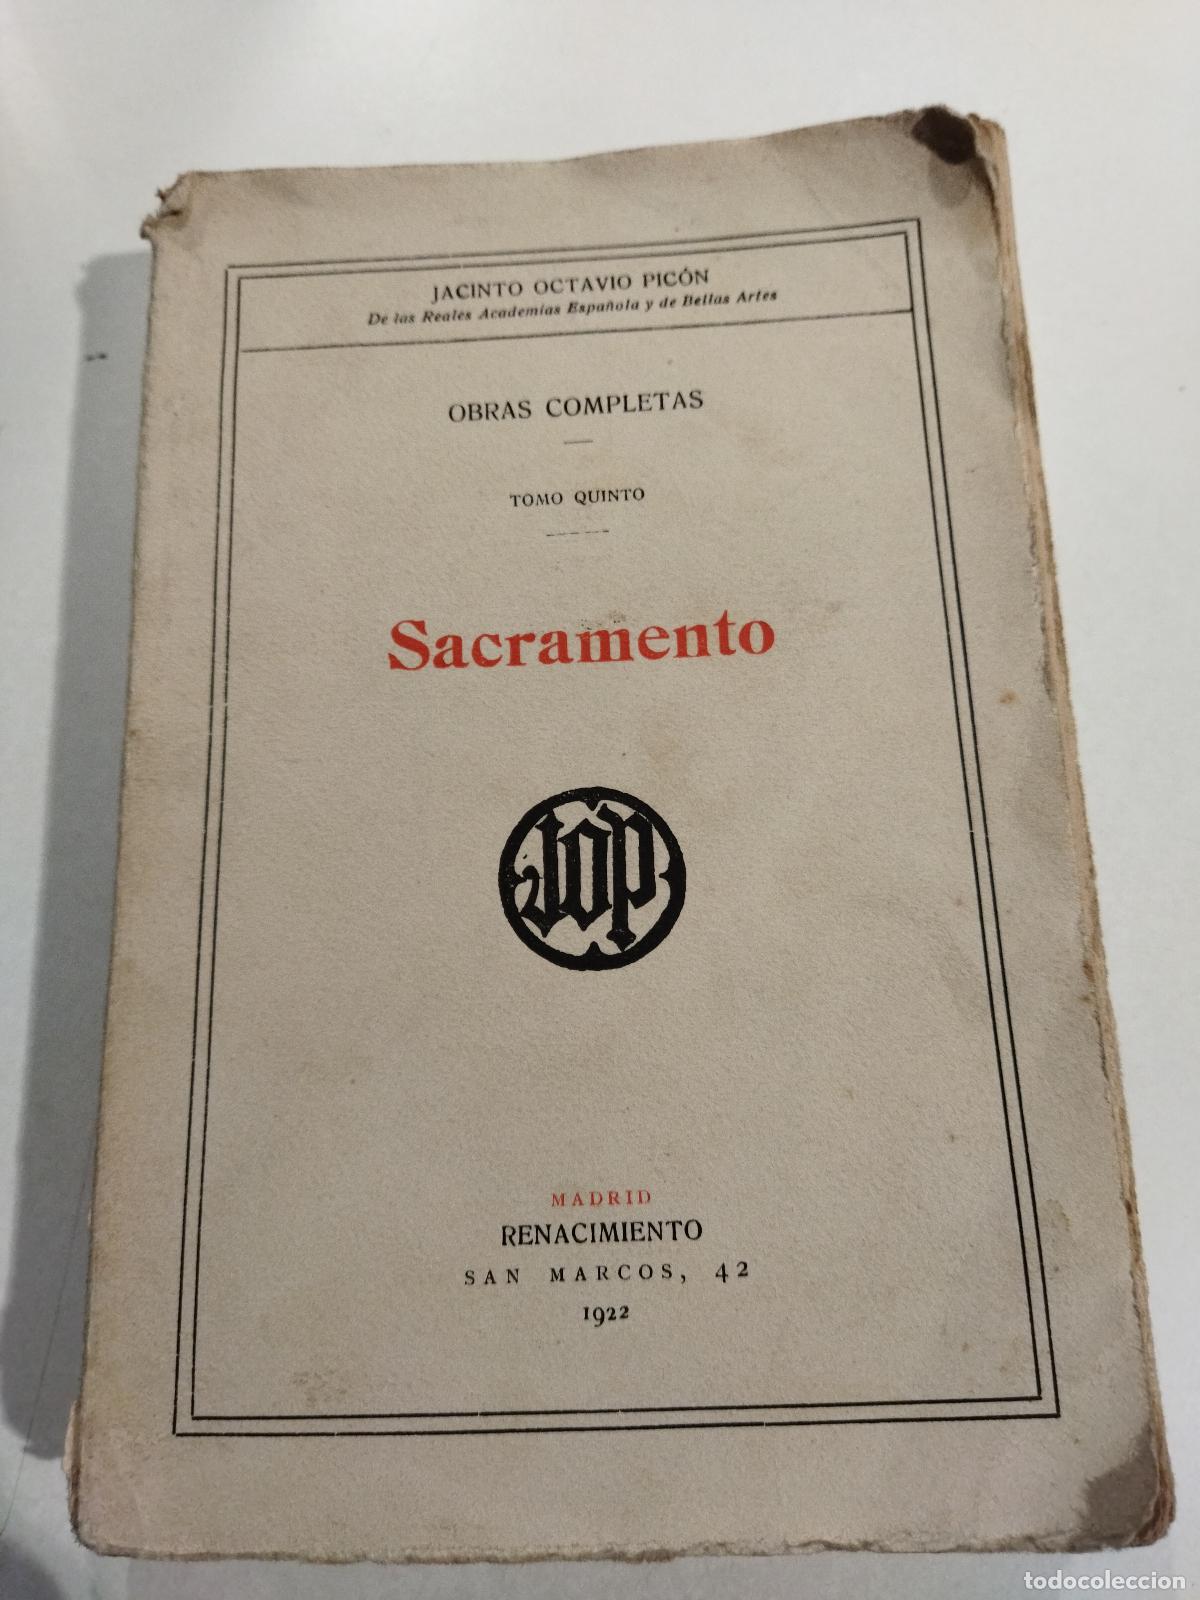 JACINTO OCTAVIO PICÓN
De las Reales Academias Española y de Bellas Artes
OBRAS COMPLETAS
TOMO QUINTO
Sacramento
JOP
MADRID
RENACIMIENTO
SAN MARCOS, 42
1922
todocoleccion